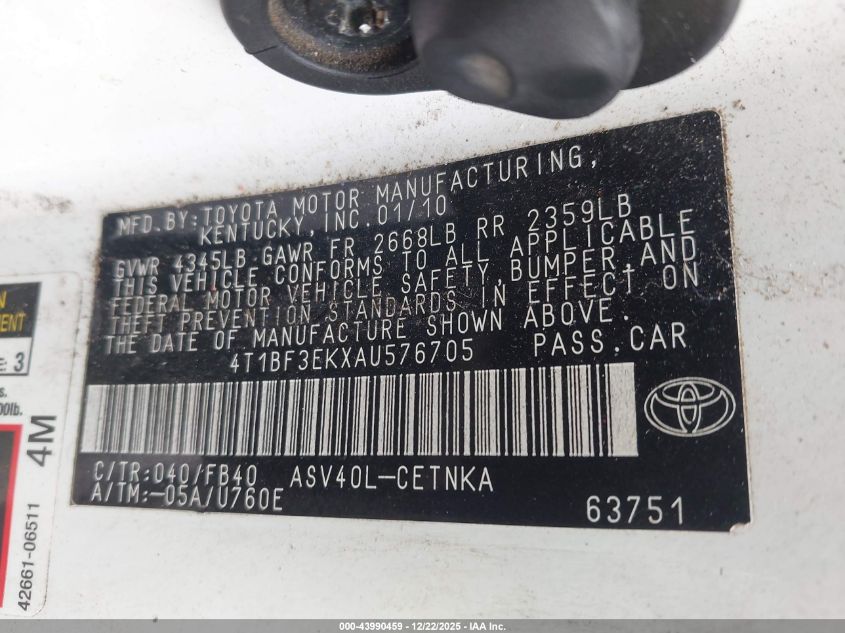 MFD.BY:TOYOTA MOTOR MANUFACTURING,
KENTUCKY,INC 01/10
GVWR 4345LB GAWR FR 2668LB RR 2359LB
THIS VEHICLE CONFORMS TO ALL APPLICABLE
FEDERAL MOTOR VEHICLE SAFETY,BUMPER,AND
THEFT PREVENTION STANDARDS IN EFFECT ON
THE DATE OF MANUFACTURE SHOWN ABOVE.
4T1BF3EKXAU576705 PASS.CAR
C/TR:040/FB40 ASV40L-CETNKA
A/TM:-05A/U760E
63751
3
4M
42661-06511
000-43990459 - 12/22/2025 - IAA Inc.